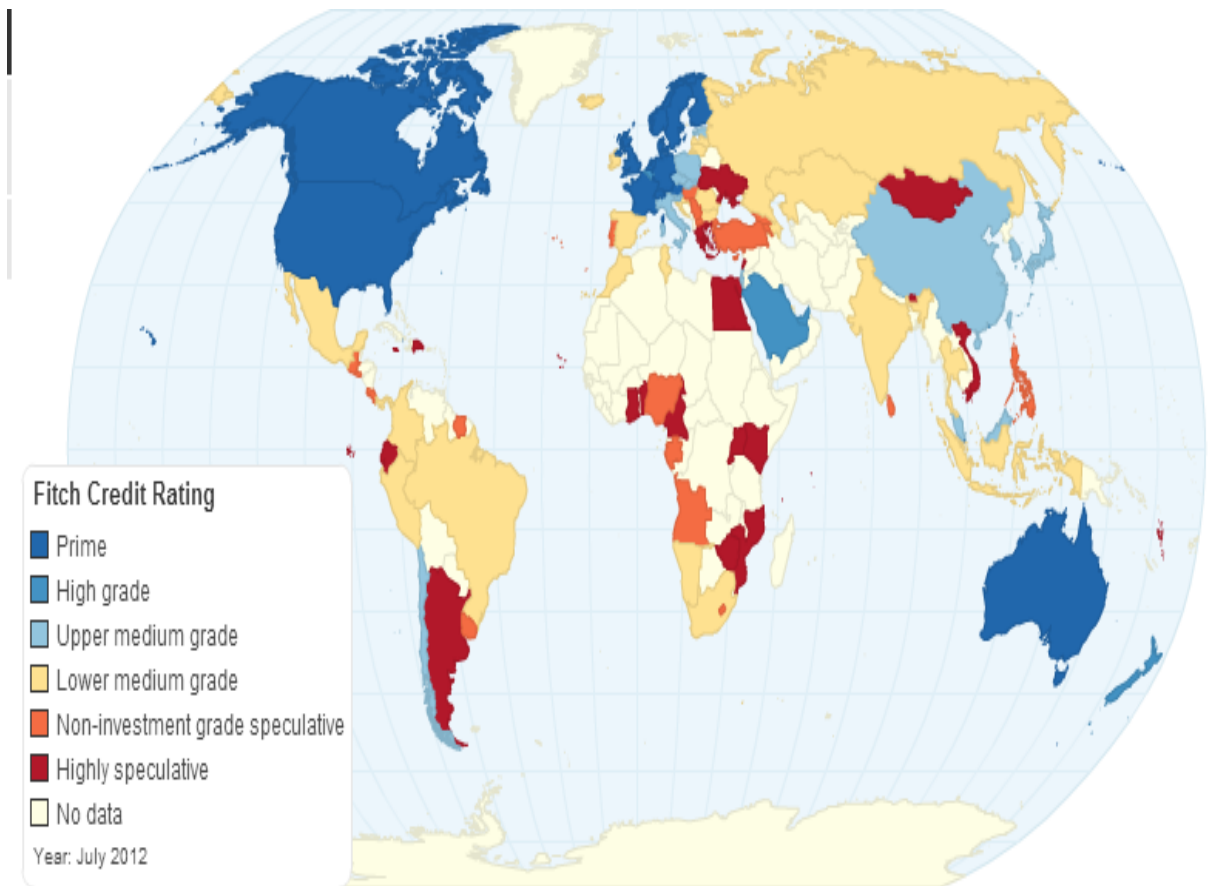 Fitch Credit Rating
Prime
High grade
Upper medium grade
Lower medium grade
Non-investment grade speculative
Highly speculative
No data
Year: July 2012